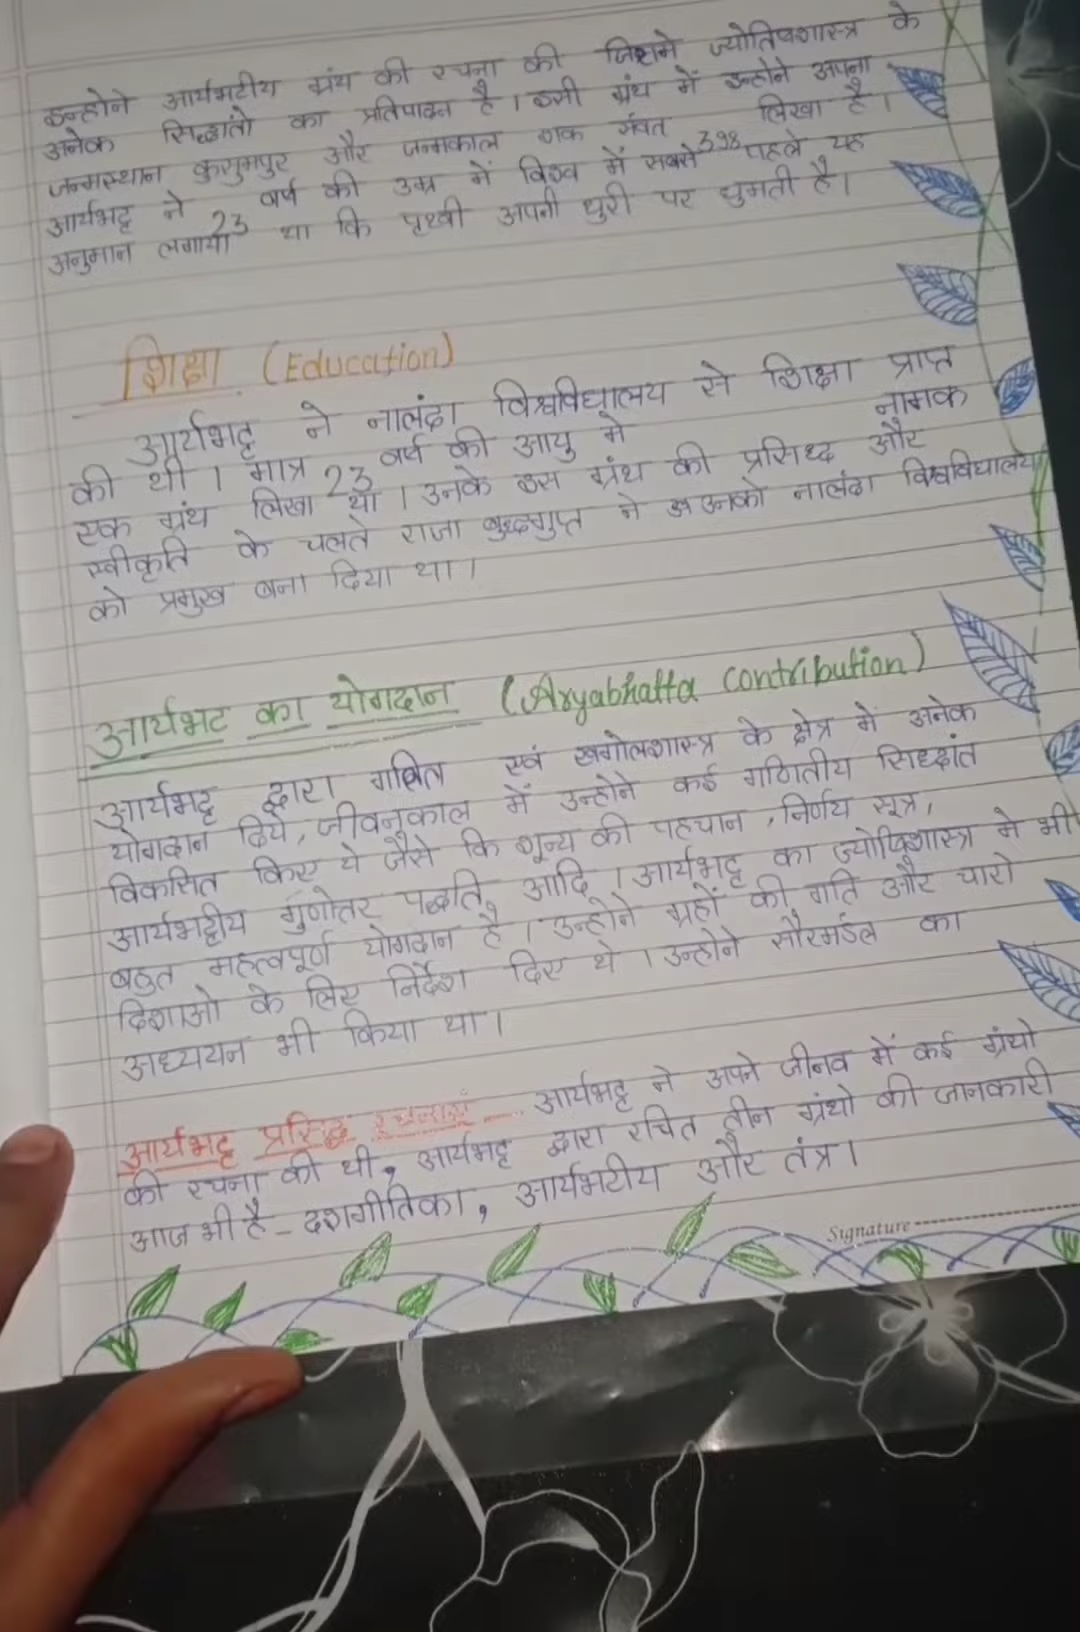 इन्होने आर्यभटीय ग्रंथ की रचना की जिसमे ज्योतिषशास्त्र के
अनेक सिद्धांतो का प्रतिपादन है। इसी ग्रंथ में इन्होने अपना
जन्मस्थान कुसुमपुर और जन्मकाल शक संवत 398 लिखा है।
आर्यभट्ट ने 23 वर्ष की उम्र में विश्व में सबसे पहले यह
अनुमान लगाया था कि पृथ्वी अपनी धुरी पर घुमती है।
शिक्षा (Education)
आर्यभट्ट ने नालंदा विश्वविद्यालय से शिक्षा प्राप्त
की थी। मात्र 23 वर्ष की आयु मे नामक
एक ग्रंथ लिखा था। उनके इस ग्रंथ की प्रसिध्द और
स्वीकृति के चलते राजा बुद्धगुप्त ने उनको नालंदा विश्वविधालय
को प्रमुख बना दिया था।
आर्यभट का योगदान (Aryabhatta contribution)
आर्यभट्ट द्वारा गणित एवं खगोलशास्त्र के क्षेत्र में अनेक
योगदान दिये, जीवनकाल में उन्होने कई गणितीय सिध्दांत
विकसित किए थे जैसे कि शून्य की पहचान, निर्णय सूत्र,
आर्यभट्टीय गुणोतर पद्धति, आदि। आर्यभट्ट का ज्योतिशास्त्र मे भी
बहुत महत्वपूर्ण योगदान है। उन्होने ग्रहों की गति और चारो
दिशाओ के लिए निर्देश दिए थे। उन्होने सौरमंडल का
अध्ययन भी किया था।
आर्यभट्ट प्रसिद्ध रचनाएं - आर्यभट्ट ने अपने जीनव में कई ग्रंथो
की रचना की थी, आर्यभट्ट द्वारा रचित तीन ग्रंथो की जानकारी
आज भी है - दशगीतिका, आर्यभटीय और तंत्र।
Signature